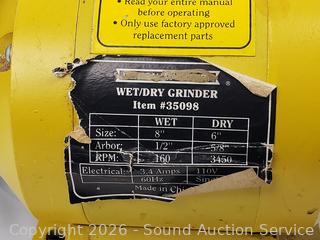 • Read your entire manual
before operating
• Only use factory approved
replacement parts
WET/DRY GRINDER
Item #35098
WET DRY
Size: 8" 6"
Arbor: 1/2" 5/8"
RPM: 160 3450
Electrical: 3.4 Amps 110V
60Hz
Made in
Copyright 2026 - Sound Auction Service